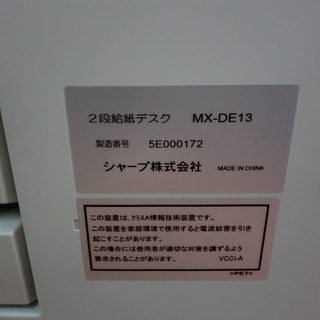 2段給紙デスク MX-DE13
製造番号 5E000172
シャープ株式会社 MADE IN CHINA
この装置は、クラスA情報技術装置です。
この装置を家庭環境で使用すると電波妨害を引き
起こすことがあります。
この場合には使用者が適切な対策を講ずるよう
要求されることがあります。 VCCI-A
>PET<